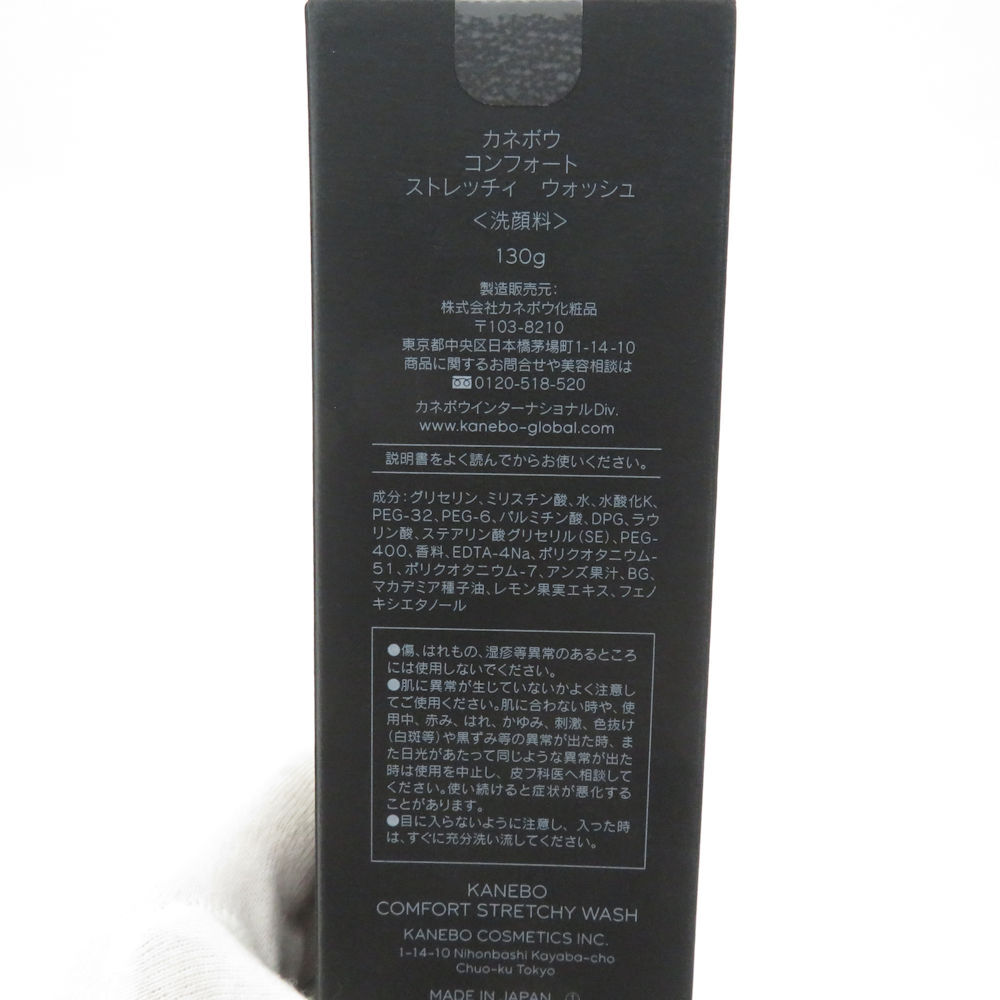 カネボウ
コンフォート
ストレッチィ　ウォッシュ
＜洗顔料＞
130g
製造販売元：
株式会社カネボウ化粧品
〒103-8210
東京都中央区日本橋茅場町1-14-10
商品に関するお問合せや美容相談は
0120-518-520
カネボウインターナショナルDiv.
www.kanebo-global.com
説明書をよく読んでからお使いください。
成分：グリセリン、ミリスチン酸、水、水酸化K、
PEG-32、PEG-6、パルミチン酸、DPG、ラウ
リン酸、ステアリン酸グリセリル（SE）、PEG-
400、香料、EDTA-4Na、ポリクオタニウム-
51、ポリクオタニウム-7、アンズ果汁、BG、
マカデミア種子油、レモン果実エキス、フェノ
キシエタノール
●傷、はれもの、湿疹等異常のあるところ
には使用しないでください。
●肌に異常が生じていないかよく注意し
てご使用ください。肌に合わない時や、使
用中、赤み、はれ、かゆみ、刺激、色抜け
（白斑等）や黒ずみ等の異常が出た時、ま
た日光があたって同じような異常が出た
時は使用を中止し、皮フ科医へ相談して
ください。使い続けると症状が悪化する
ことがあります。
●目に入らないように注意し、入った時
は、すぐに充分洗い流してください。
KANEBO
COMFORT STRETCHY WASH
KANEBO COSMETICS INC.
1-14-10 Nihonbashi Kayaba-cho
Chuo-ku Tokyo
MADE IN JAPAN ①